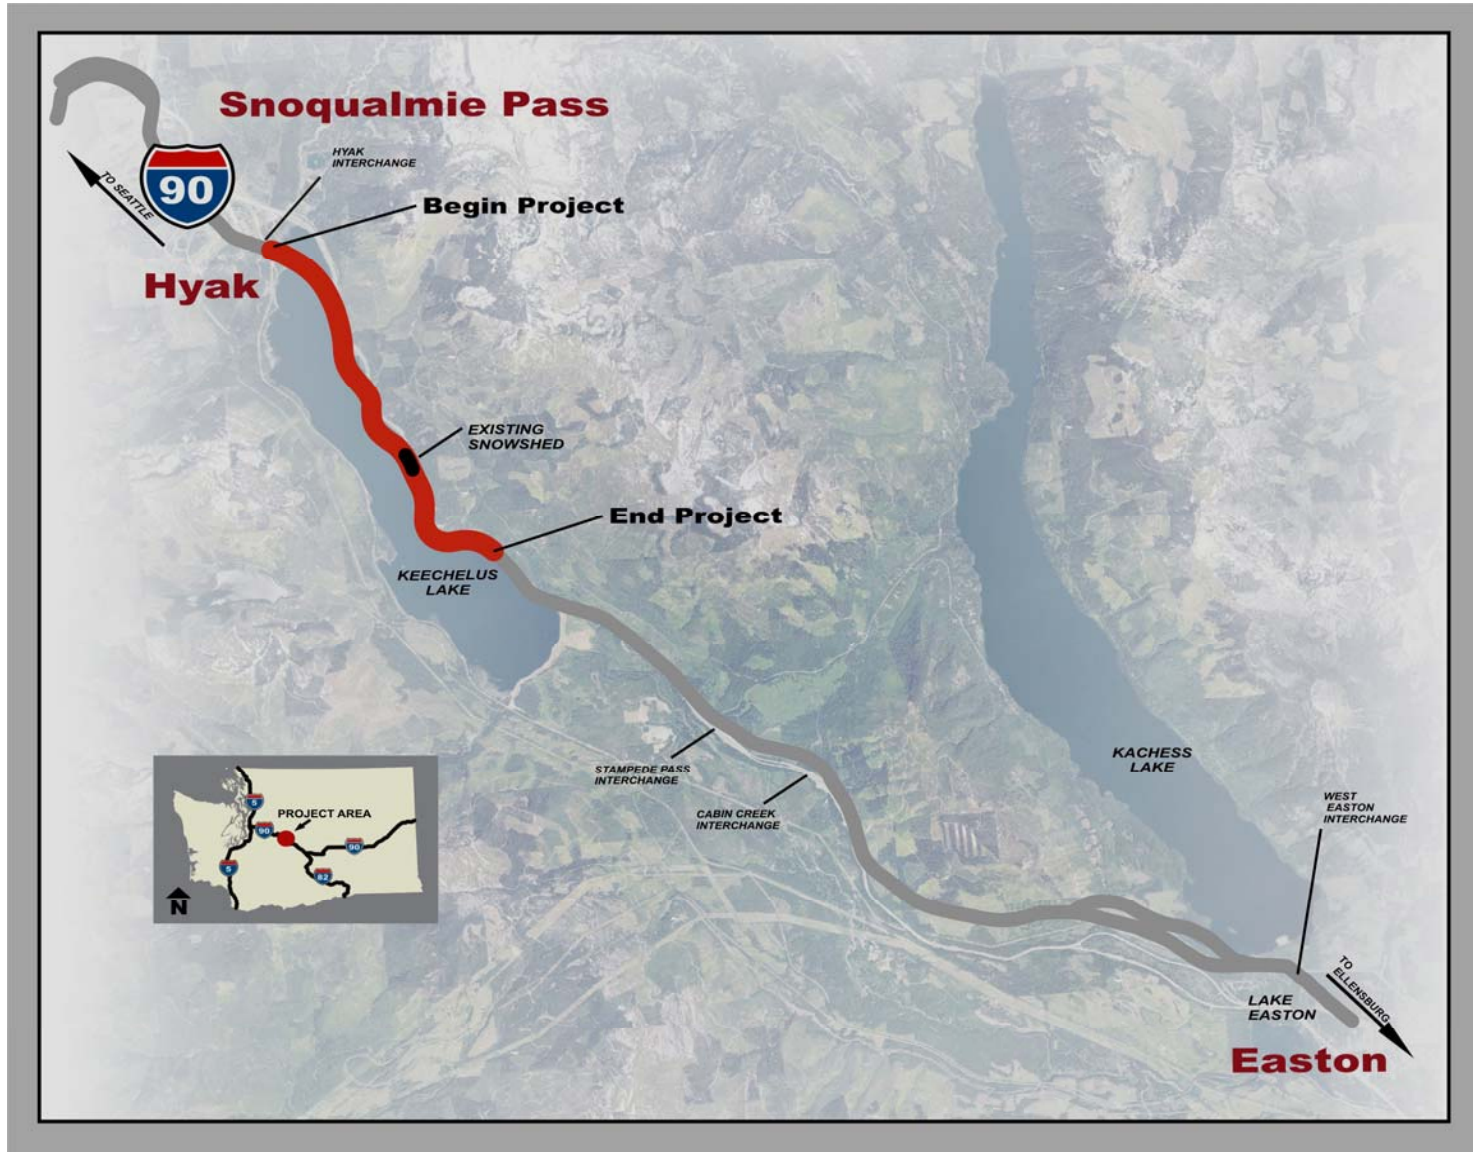 Snoqualmie Pass
HYAK
INTERCHANGE
90
TO SEATTLE
Begin Project
Hyak
EXISTING
SNOWSHED
End Project
KEECHELUS
LAKE
STAMPEDE PASS
INTERCHANGE
CABIN CREEK
INTERCHANGE
KACHESS
LAKE
WEST
EASTON
INTERCHANGE
TO
ELLENSBURG
LAKE
EASTON
Easton
5
PROJECT AREA
90
90
5
82
N